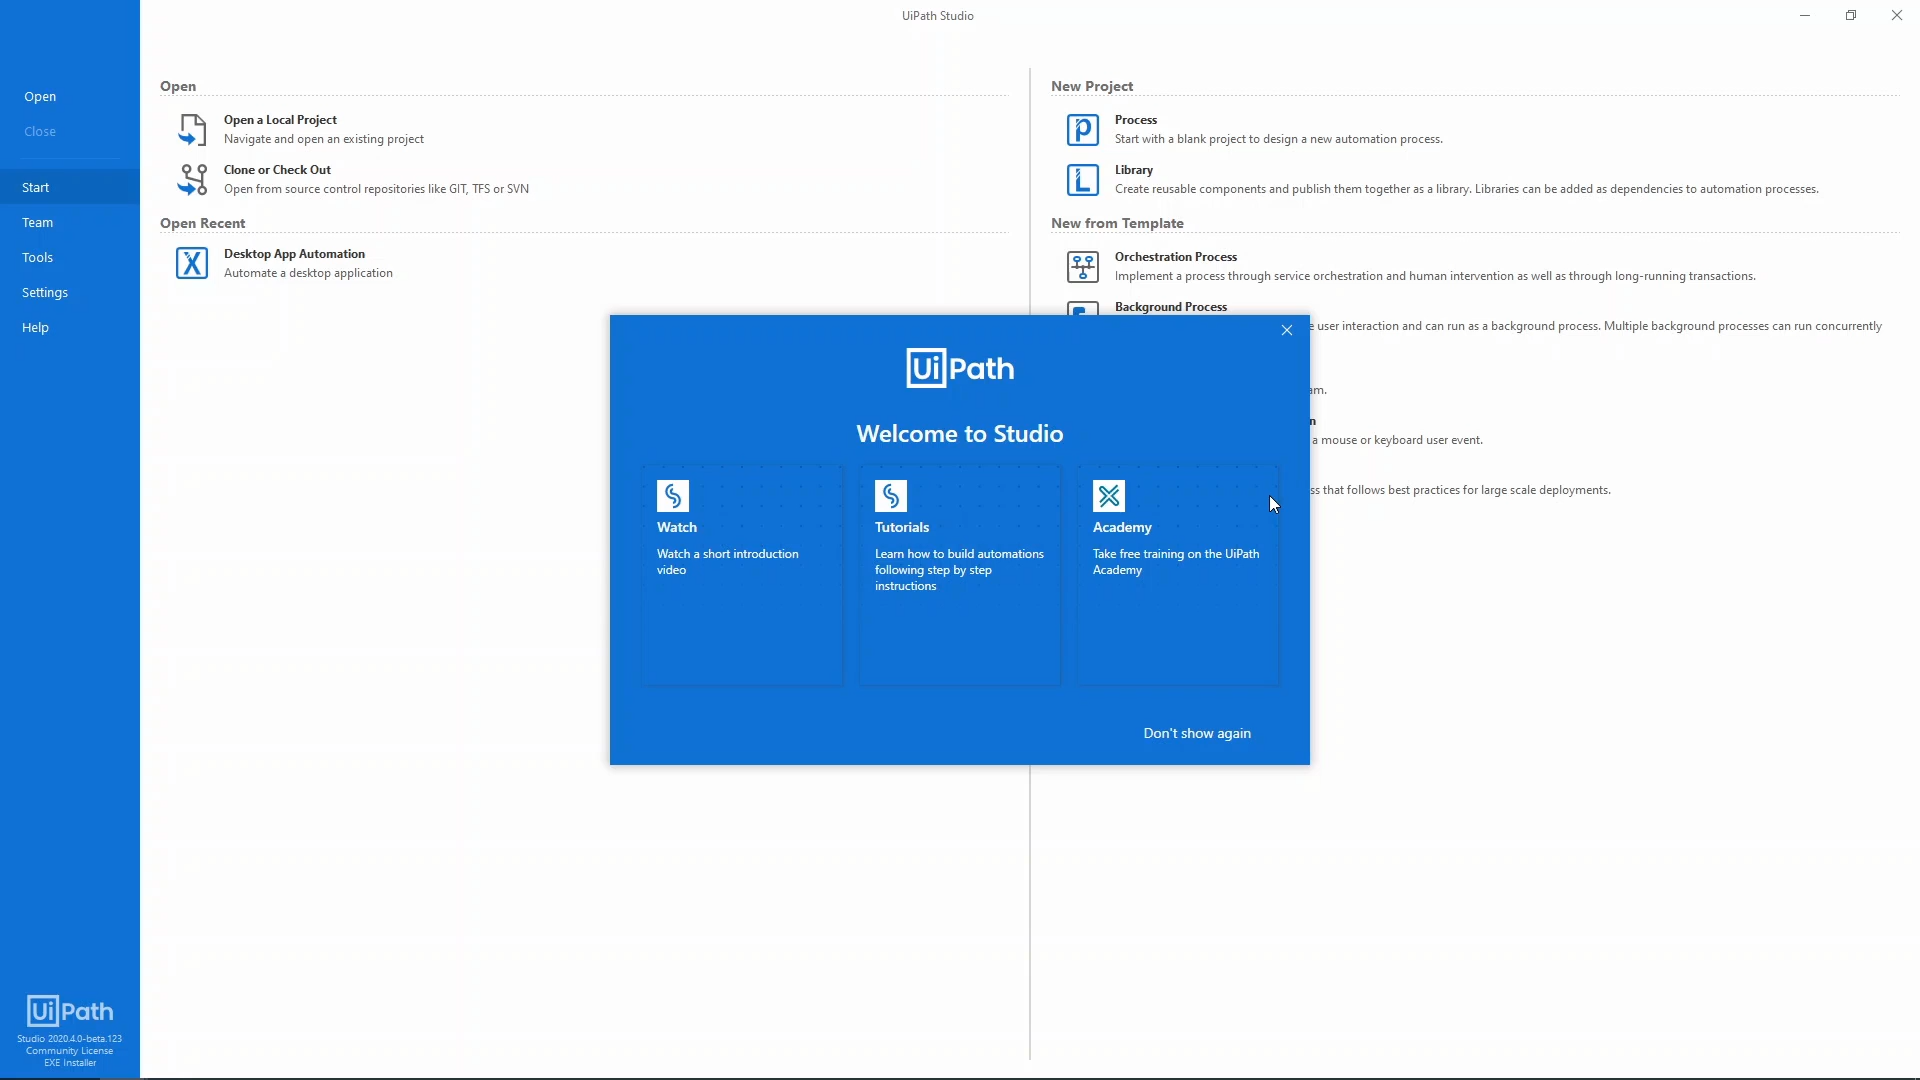 UiPath Studio
Open
Close
Start
Team
Tools
Settings
Help
Open
Open a Local Project
Navigate and open an existing project
Clone or Check Out
Open from source control repositories like GIT, TFS or SVN
Open Recent
Desktop App Automation
Automate a desktop application
New Project
Process
Start with a blank project to design a new automation process.
Library
Create reusable components and publish them together as a library. Libraries can be added as dependencies to automation processes.
New from Template
Orchestration Process
Implement a process through service orchestration and human intervention as well as through long-running transactions.
Background Process
user interaction and can run as a background process. Multiple background processes can run concurrently
a mouse or keyboard user event.
that follows best practices for large scale deployments.
UiPath
Welcome to Studio
Watch
Watch a short introduction
video
Tutorials
Learn how to build automations
following step by step
instructions
Academy
Take free training on the UiPath
Academy
Don't show again
UiPath
Studio 2020.4.0-beta.123
Community License
EXE Installer